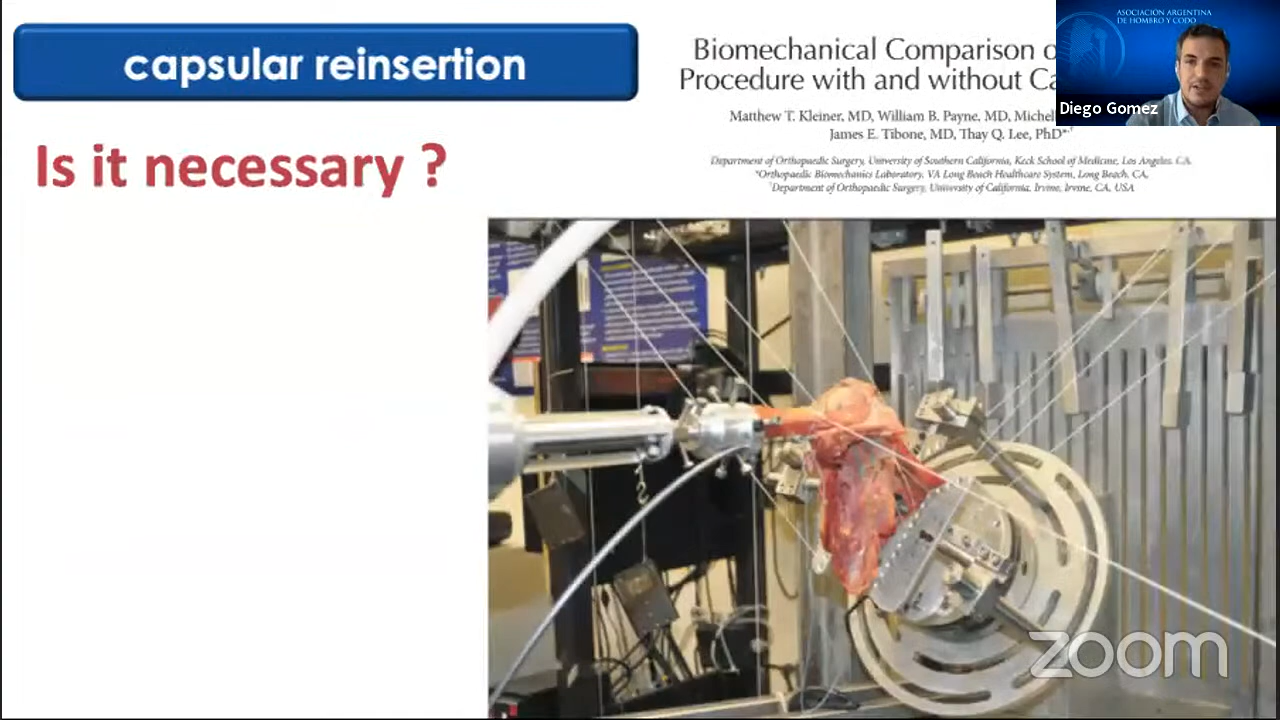 capsular reinsertion
Is it necessary ?
Biomechanical Comparison o
Procedure with and without Ca
Matthew T. Kleiner, MD, William B. Payne, MD, Michel
James E. Tibone, MD, Thay Q. Lee, PhD*,†
Department of Orthopaedic Surgery, University of Southern California, Keck School of Medicine, Los Angeles, CA,
*Orthopaedic Biomechanics Laboratory, VA Long Beach Healthcare System, Long Beach, CA,
†Department of Orthopaedic Surgery, University of California, Irvine, Irvine, CA, USA
ASOCIACIÓN ARGENTINA
DE HOMBRO Y CODO
Diego Gomez
zoom